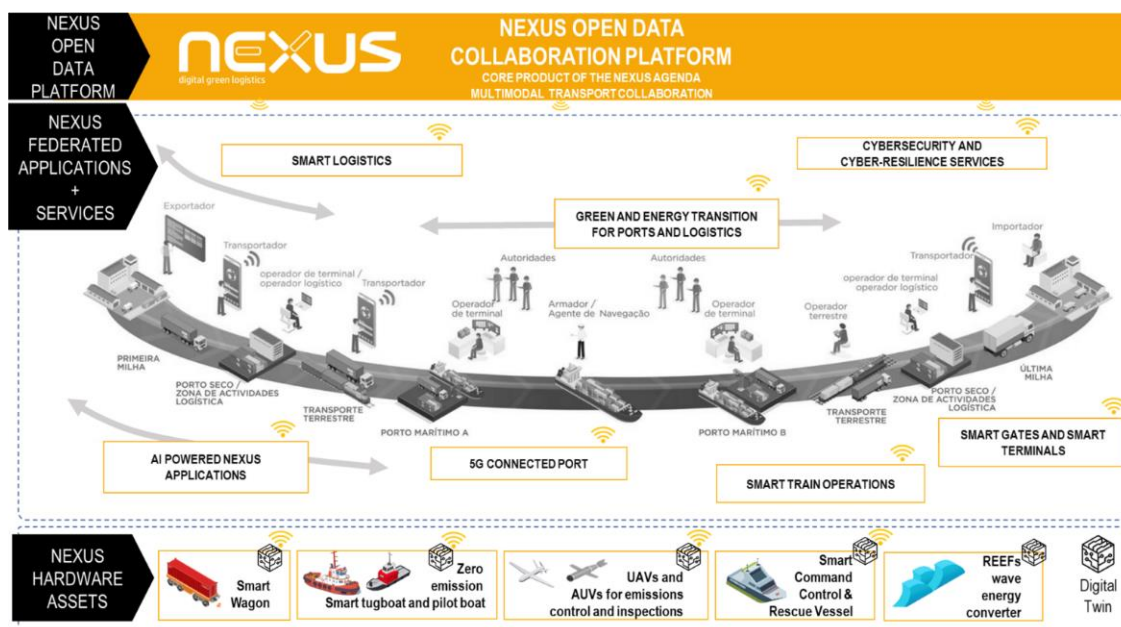 NEXUS
OPEN
DATA
PLATFORM
nexus
digital green logistics
NEXUS OPEN DATA
COLLABORATION PLATFORM
CORE PRODUCT OF THE NEXUS AGENDA
MULTIMODAL TRANSPORT COLLABORATION
NEXUS
FEDERATED
APPLICATIONS
+
SERVICES
SMART LOGISTICS
CYBERSECURITY AND
CYBER-RESILIENCE SERVICES
GREEN AND ENERGY TRANSITION
FOR PORTS AND LOGISTICS
Exportador
Transportador
operador de terminal /
operador logístico
Transportador
Autoridades
Operador
de terminal
Armador /
Agente de Navegação
Autoridades
Operador
de terminal
Operador
terrestre
operador de terminal
operador logístico
Transportador
Importador
PRIMEIRA
MILHA
PORTO SECO /
ZONA DE ACTIVIDADES
LOGÍSTICA
TRANSPORTE
TERRESTRE
PORTO MARÍTIMO A
PORTO MARÍTIMO B
TRANSPORTE
TERRESTRE
PORTO SECO /
ZONA DE ACTIVIDADES
LOGÍSTICA
ÚLTIMA
MILHA
AI POWERED NEXUS
APPLICATIONS
5G CONNECTED PORT
SMART TRAIN OPERATIONS
SMART GATES AND SMART
TERMINALS
NEXUS
HARDWARE
ASSETS
Smart
Wagon
Zero
emission
Smart tugboat and pilot boat
UAVs and
AUVs for emissions
control and inspections
Smart
Command
Control &
Rescue Vessel
REEFs
wave
energy
converter
Digital
Twin